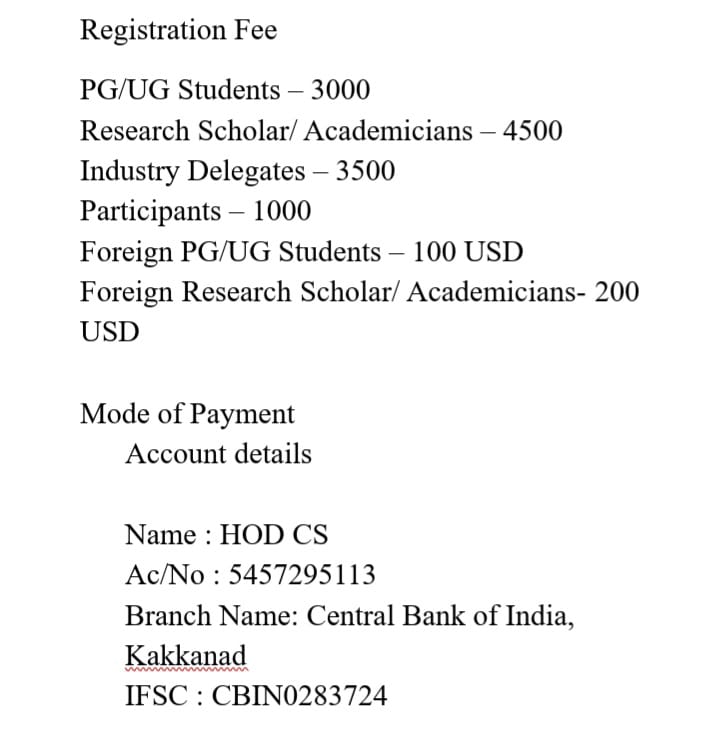 Registration Fee
PG/UG Students – 3000
Research Scholar/ Academicians – 4500
Industry Delegates – 3500
Participants – 1000
Foreign PG/UG Students – 100 USD
Foreign Research Scholar/ Academicians- 200
USD
Mode of Payment
Account details
Name : HOD CS
Ac/No : 5457295113
Branch Name: Central Bank of India,
Kakkanad
IFSC : CBIN0283724